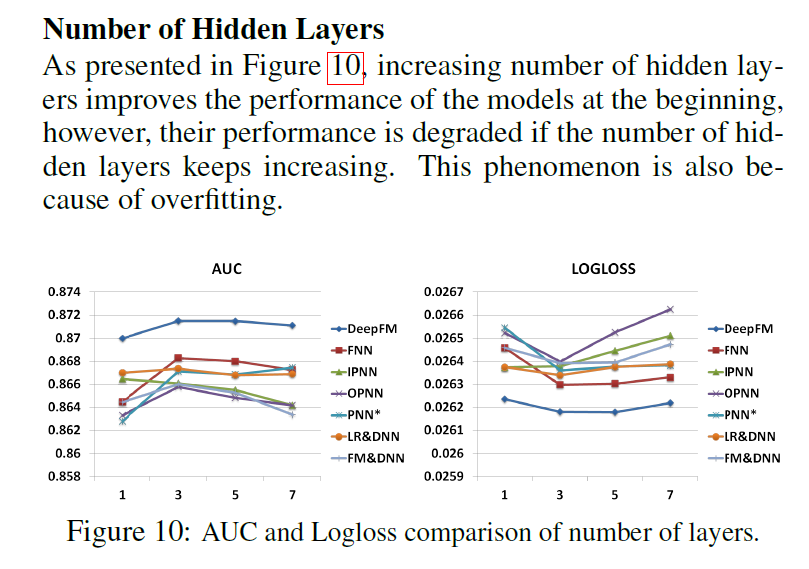 Number of Hidden Layers
As presented in Figure 10, increasing number of hidden lay-
ers improves the performance of the models at the beginning,
however, their performance is degraded if the number of hid-
den layers keeps increasing. This phenomenon is also be-
cause of overfitting.
AUC
0.874
0.872
0.87
0.868
0.866
0.864
0.862
0.86
0.858
1 3 5 7
DeepFM
FNN
IPNN
OPNN
PNN*
LR&DNN
FM&DNN
LOGLOSS
0.0267
0.0266
0.0265
0.0264
0.0263
0.0262
0.0261
0.026
0.0259
1 3 5 7
DeepFM
FNN
IPNN
OPNN
PNN*
LR&DNN
FM&DNN
Figure 10: AUC and Logloss comparison of number of layers.